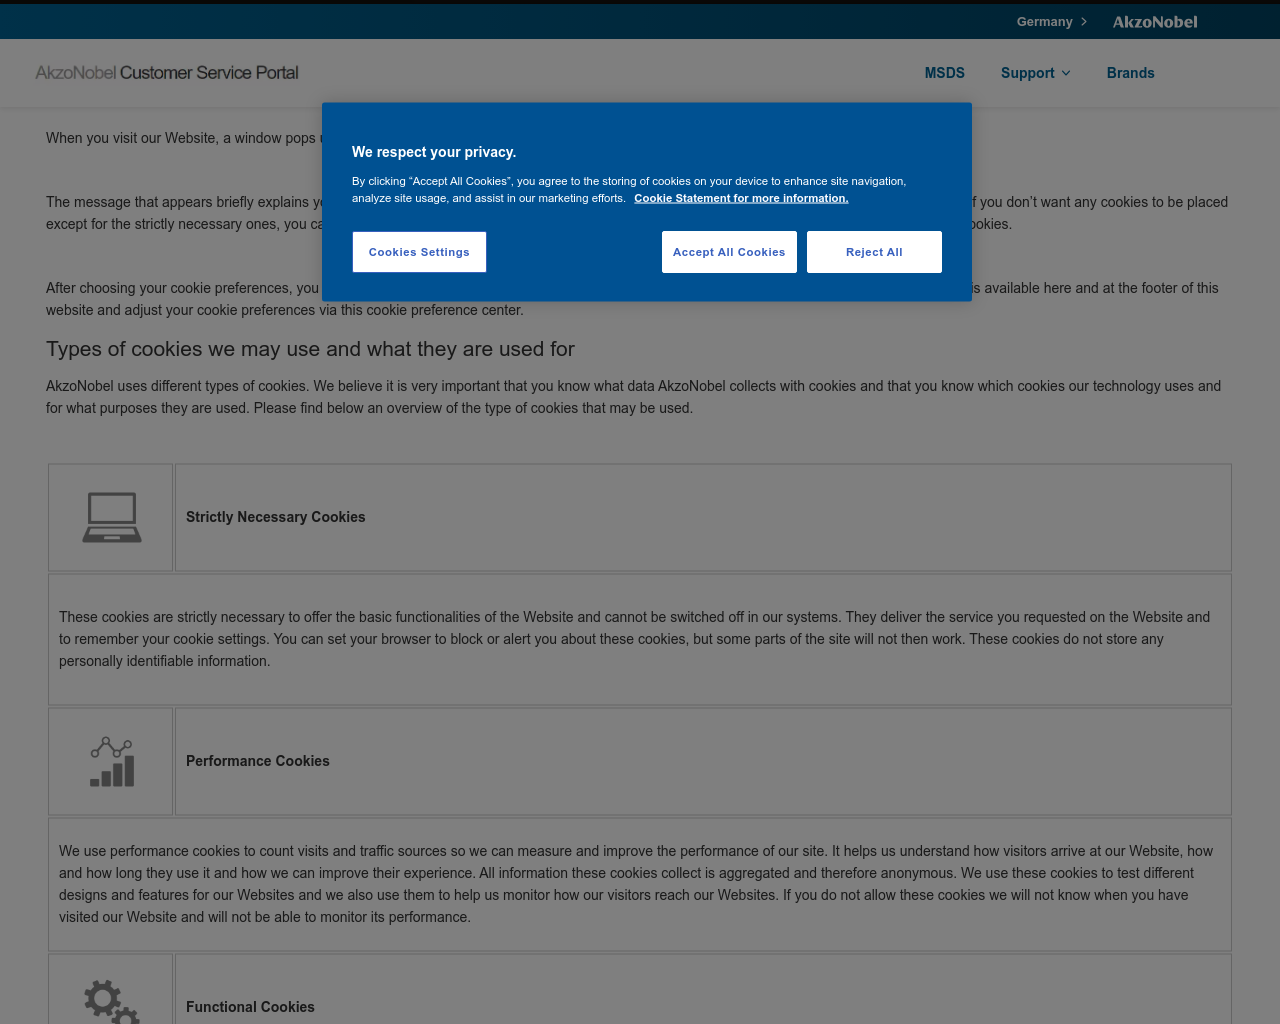 Germany
AkzoNobel
AkzoNobel Customer Service Portal
MSDS
Support
Brands
When you visit our Website, a window pops
We respect your privacy.
By clicking “Accept All Cookies”, you agree to the storing of cookies on your device to enhance site navigation,
analyze site usage, and assist in our marketing efforts. Cookie Statement for more information.
Cookies Settings
Accept All Cookies
Reject All
The message that appears briefly explains
if you don’t want any cookies to be placed
except for the strictly necessary ones, you
cookies.
After choosing your cookie preferences, you
is available here and at the footer of this
website and adjust your cookie preferences via this cookie preference center.
Types of cookies we may use and what they are used for
AkzoNobel uses different types of cookies. We believe it is very important that you know what data AkzoNobel collects with cookies and that you know which cookies our technology uses and
for what purposes they are used. Please find below an overview of the type of cookies that may be used.
Strictly Necessary Cookies
These cookies are strictly necessary to offer the basic functionalities of the Website and cannot be switched off in our systems. They deliver the service you requested on the Website and
to remember your cookie settings. You can set your browser to block or alert you about these cookies, but some parts of the site will not then work. These cookies do not store any
personally identifiable information.
Performance Cookies
We use performance cookies to count visits and traffic sources so we can measure and improve the performance of our site. It helps us understand how visitors arrive at our Website, how
and how long they use it and how we can improve their experience. All information these cookies collect is aggregated and therefore anonymous. We use these cookies to test different
designs and features for our Websites and we also use them to help us monitor how our visitors reach our Websites. If you do not allow these cookies we will not know when you have
visited our Website and will not be able to monitor its performance.
Functional Cookies